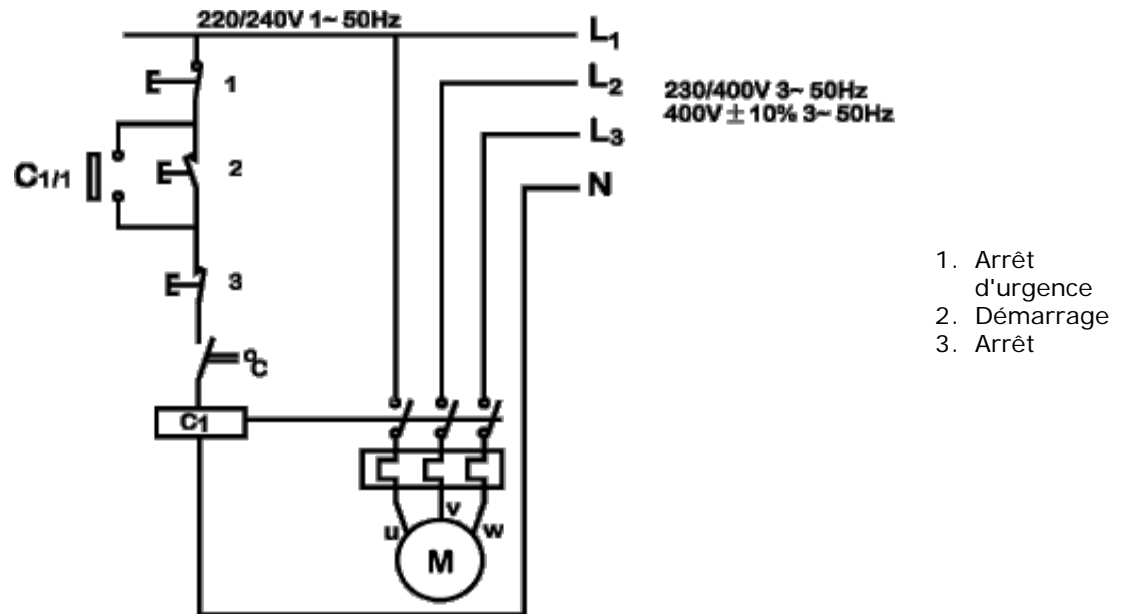 220/240V 1~ 50Hz
L1
1
L2
230/400V 3~ 50Hz
400V ± 10% 3~ 50Hz
L3
C1/1
2
N
3
1. Arrêt
d'urgence
2. Démarrage
3. Arrêt
°C
C1
u
v
w
M